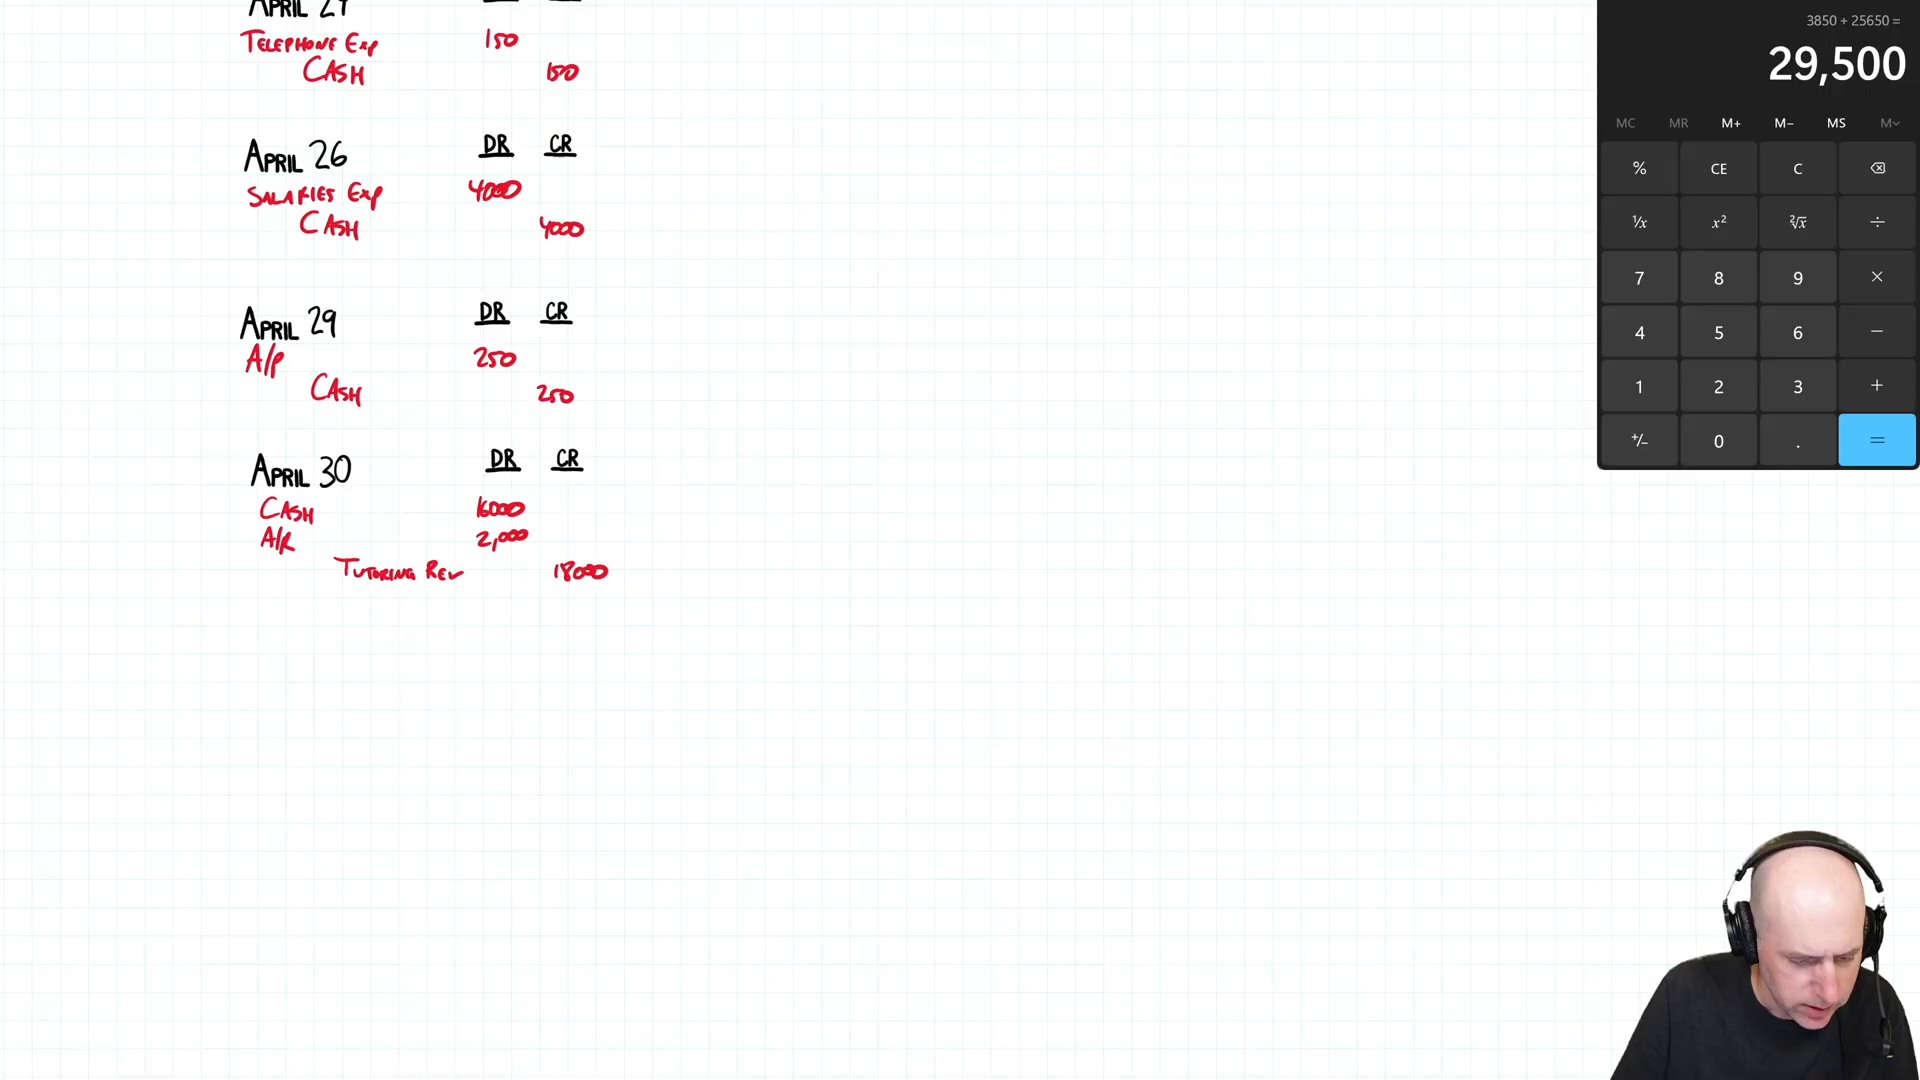 APRIL 27
TELEPHONE Exp 150
CASH 150
APRIL 26 DR CR
SALARIES Exp 4000
CASH 4000
APRIL 29 DR CR
A/P 250
CASH 250
APRIL 30 DR CR
CASH 16000
A/R 2,000
TUTORING REV 18000
3850 + 25650 =
29,500
MC MR M+ M− MS M˅
% CE C ⌫
¹/x x² ²√x ÷
7 8 9 ×
4 5 6 −
1 2 3 +
+/− 0 . =